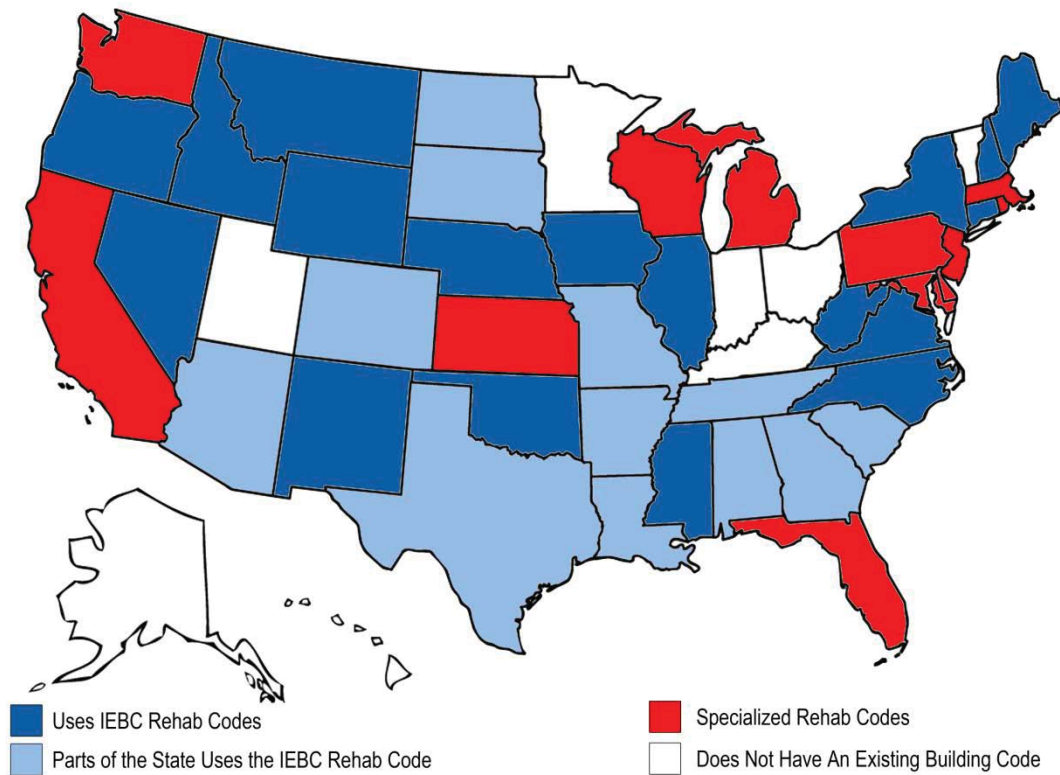 Uses IEBC Rehab Codes
Parts of the State Uses the IEBC Rehab Code
Specialized Rehab Codes
Does Not Have An Existing Building Code